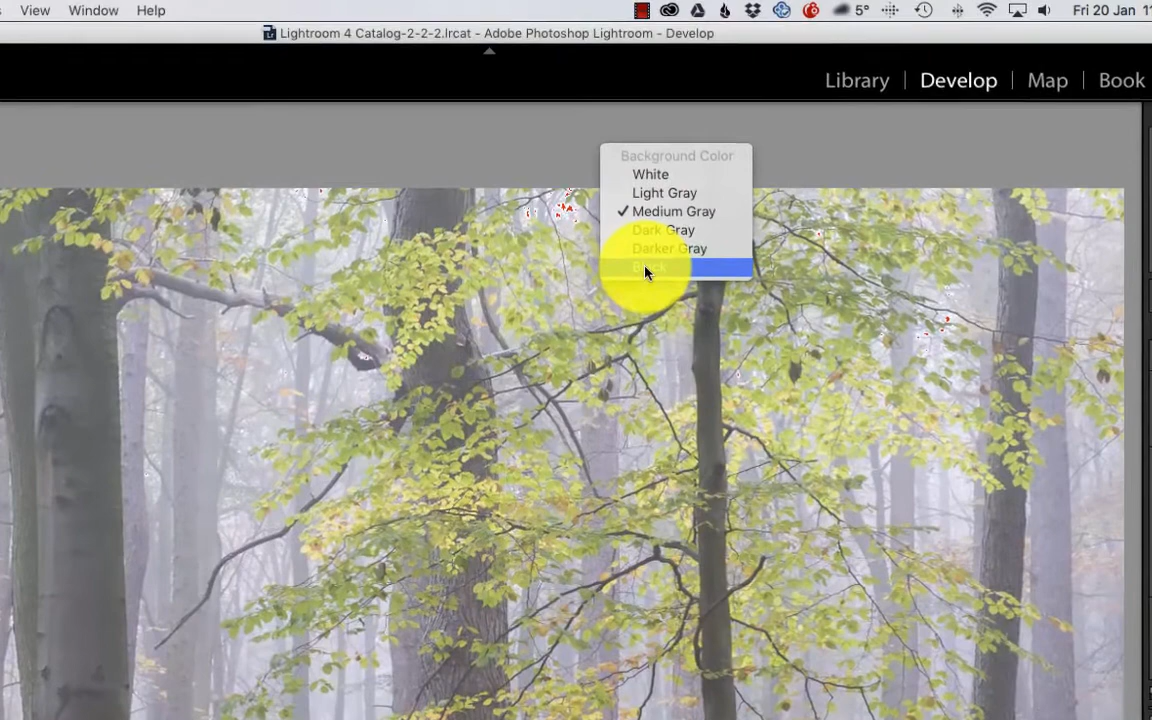 View Window Help 5° Fri 20 Jan
Lightroom 4 Catalog-2-2-2.lrcat - Adobe Photoshop Lightroom - Develop
Library | Develop | Map | Book
Background Color
White
Light Gray
✓ Medium Gray
Dark Gray
Darker Gray
Black